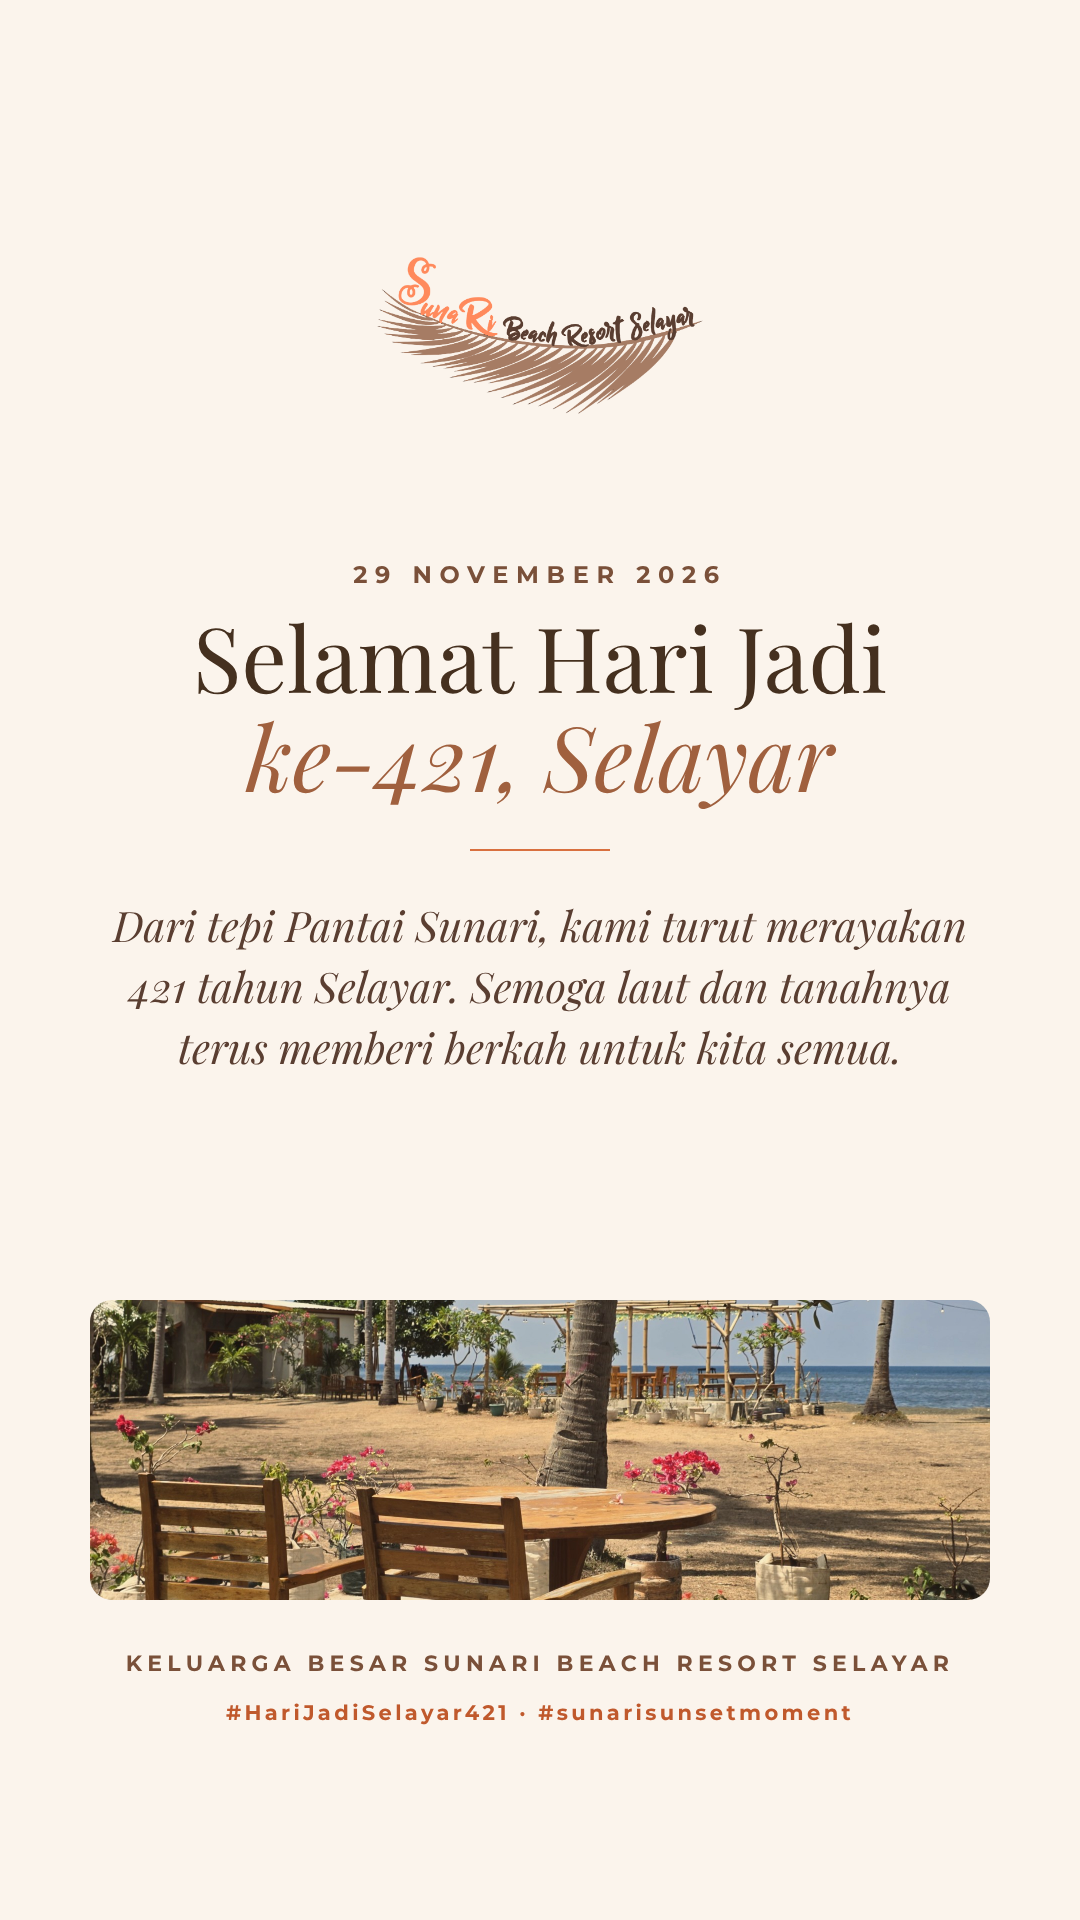 SunaRi Beach Resort Selayar
29 NOVEMBER 2026
Selamat Hari Jadi
ke-421, Selayar
Dari tepi Pantai Sunari, kami turut merayakan
421 tahun Selayar. Semoga laut dan tanahnya
terus memberi berkah untuk kita semua.
KELUARGA BESAR SUNARI BEACH RESORT SELAYAR
#HariJadiSelayar421 · #sunarisunsetmoment